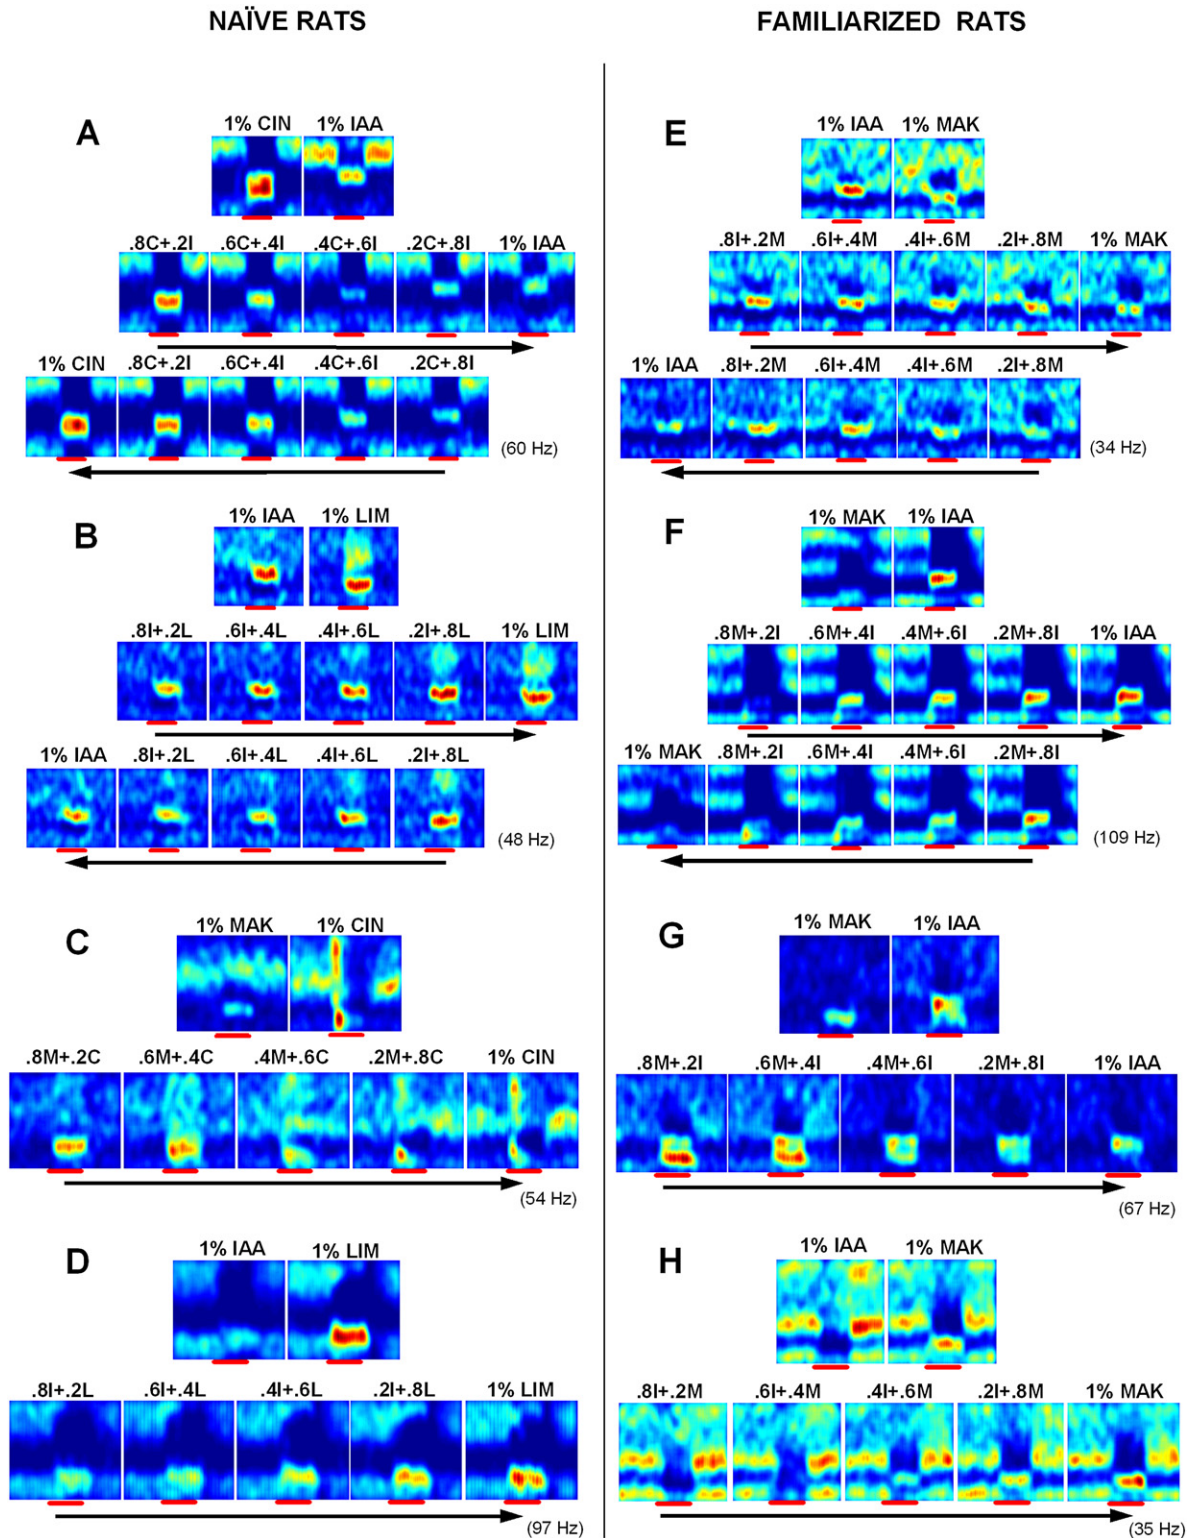 NAÏVE RATS
FAMILIARIZED RATS
A
1% CIN 1% IAA
.8C+.2I .6C+.4I .4C+.6I .2C+.8I 1% IAA
1% CIN .8C+.2I .6C+.4I .4C+.6I .2C+.8I
(60 Hz)
B
1% IAA 1% LIM
.8I+.2L .6I+.4L .4I+.6L .2I+.8L 1% LIM
1% IAA .8I+.2L .6I+.4L .4I+.6L .2I+.8L
(48 Hz)
C
1% MAK 1% CIN
.8M+.2C .6M+.4C .4M+.6C .2M+.8C 1% CIN
(54 Hz)
D
1% IAA 1% LIM
.8I+.2L .6I+.4L .4I+.6L .2I+.8L 1% LIM
(97 Hz)
E
1% IAA 1% MAK
.8I+.2M .6I+.4M .4I+.6M .2I+.8M 1% MAK
1% IAA .8I+.2M .6I+.4M .4I+.6M .2I+.8M
(34 Hz)
F
1% MAK 1% IAA
.8M+.2I .6M+.4I .4M+.6I .2M+.8I 1% IAA
1% MAK .8M+.2I .6M+.4I .4M+.6I .2M+.8I
(109 Hz)
G
1% MAK 1% IAA
.8M+.2I .6M+.4I .4M+.6I .2M+.8I 1% IAA
(67 Hz)
H
1% IAA 1% MAK
.8I+.2M .6I+.4M .4I+.6M .2I+.8M 1% MAK
(35 Hz)